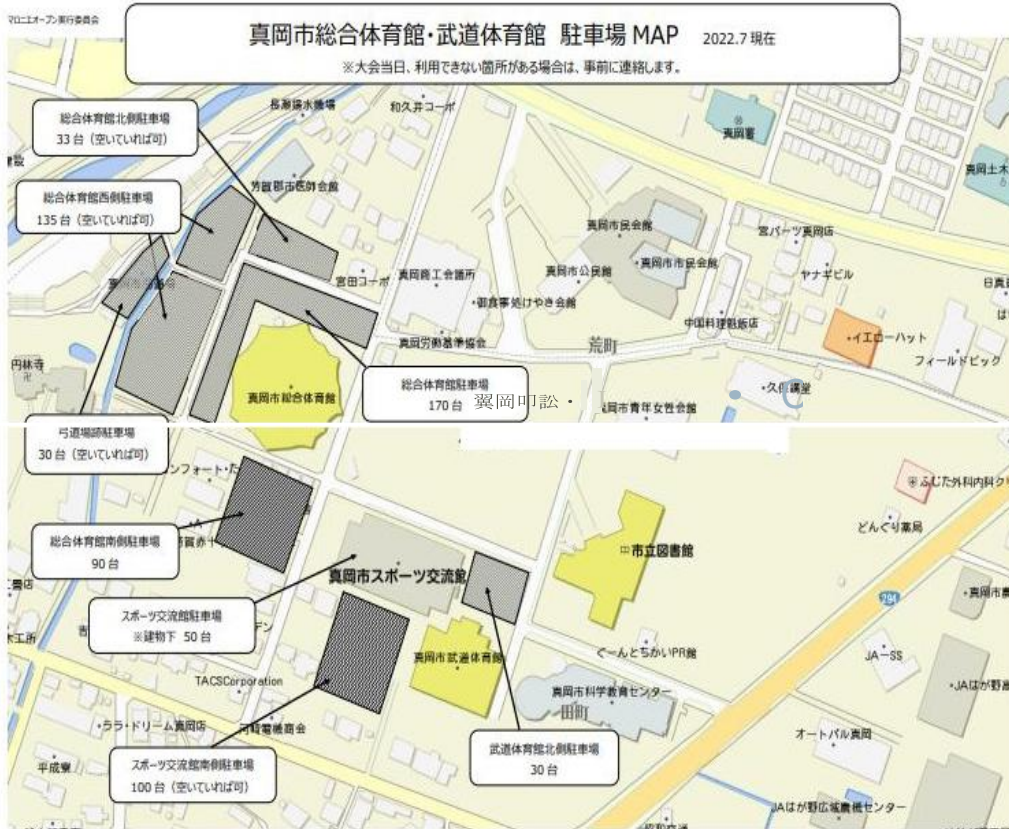 マロニエオープン実行委員会
真岡市総合体育館・武道体育館 駐車場 MAP 2022.7 現在
※大会当日、利用できない箇所がある場合は、事前に連絡します。
総合体育館北側駐車場
33 台（空いていれば可）
和久井コーポ
芳賀郡市医師会館
総合体育館西側駐車場
135 台（空いていれば可）
真岡土木
真岡市民会館
宮パーツ真岡店
真岡市公民館
真岡市市民会館
ヤナギビル
宮田コーポ
真岡商工会議所
御食事処けやき会館
中国料理魁飯店
イエローハット
フィールドピック
真岡労働基準協会
荒町
円林寺
真岡市総合体育館
総合体育館駐車場
170 台
翼岡叩訟・
久保講堂
岡市青年女性会館
弓道場跡駐車場
30 台（空いていれば可）
ンフォート・た
総合体育館南側駐車場
90 台
ふじた外科内科ク
どんぐり薬局
市立図書館
真岡市スポーツ交流館
294
スポーツ交流館駐車場
※建物下 50 台
真岡市武道体育館
ぐーんとちかいPR館
JA-SS
TACSCorporation
真岡市科学教育センター
田町
JAはが野
ララ・ドリーム真岡店
河野電機商会
オートパル真岡
平成寮
スポーツ交流館南側駐車場
100 台（空いていれば可）
武道体育館北側駐車場
30 台
JAはが野広域農機センター